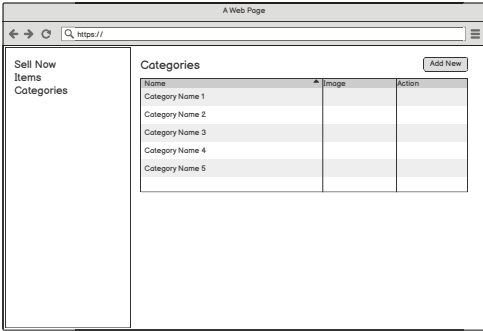 A Web Page
https://
Sell Now
Items
Categories
Categories
Add New
Name Image Action
Category Name 1
Category Name 2
Category Name 3
Category Name 4
Category Name 5